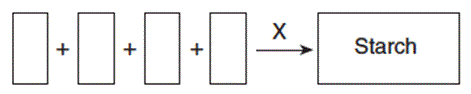 + + + X Starch